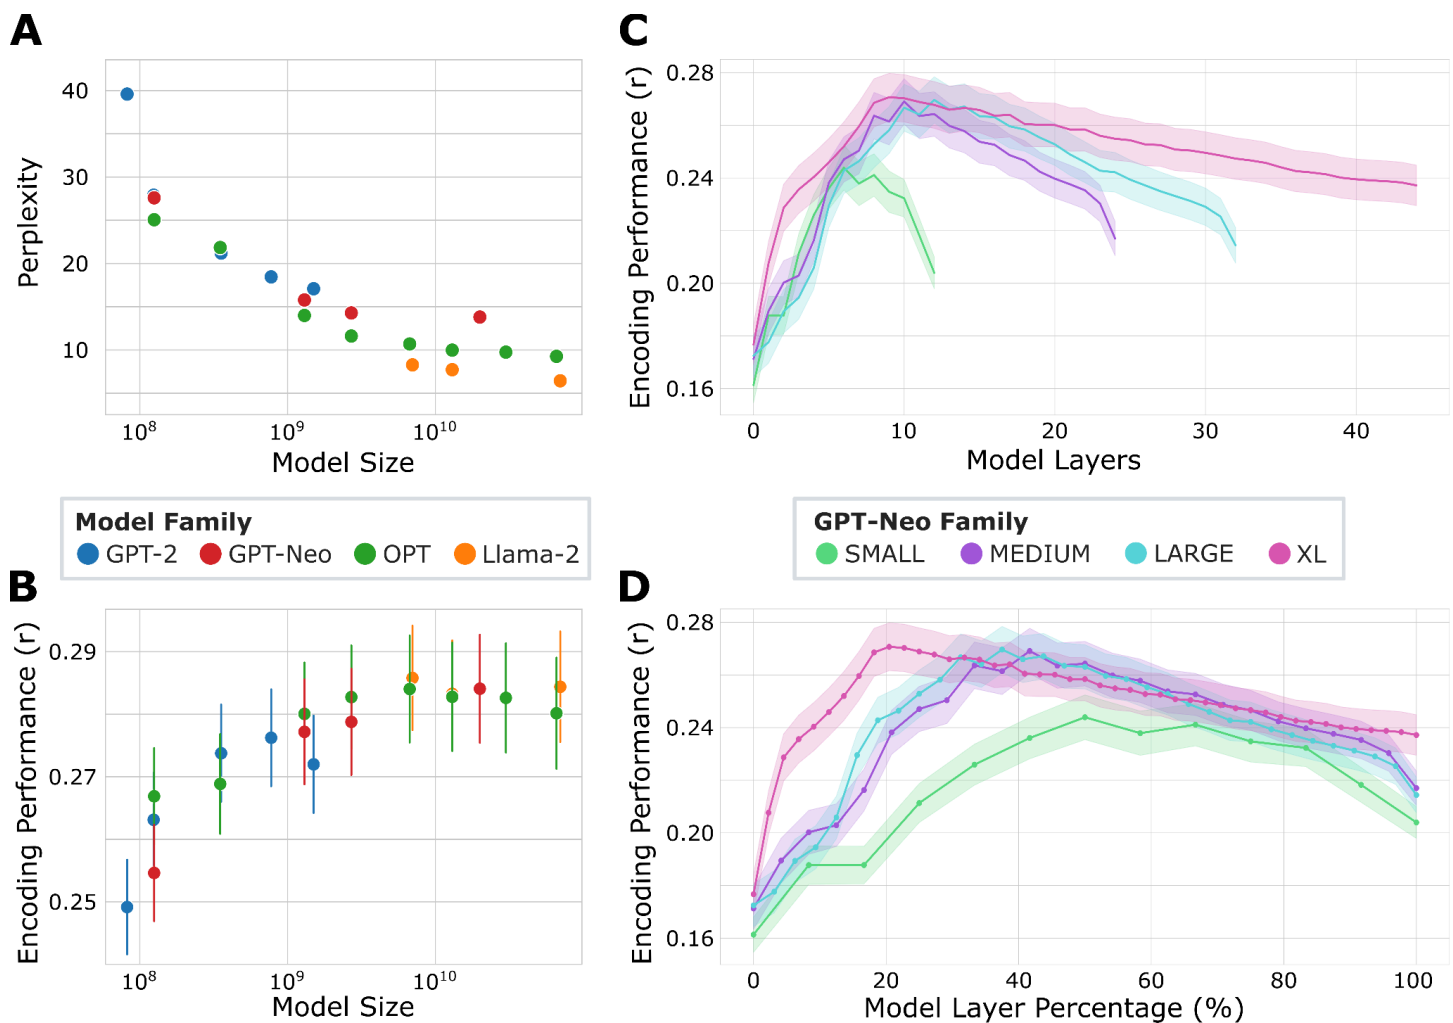 A
Perplexity
40
30
20
10
10⁸
10⁹
10¹⁰
Model Size
Model Family
GPT-2
GPT-Neo
OPT
Llama-2
B
Encoding Performance (r)
0.29
0.27
0.25
10⁸
10⁹
10¹⁰
Model Size
C
Encoding Performance (r)
0.28
0.24
0.20
0.16
0
10
20
30
40
Model Layers
GPT-Neo Family
SMALL
MEDIUM
LARGE
XL
D
Encoding Performance (r)
0.28
0.24
0.20
0.16
0
20
40
60
80
100
Model Layer Percentage (%)